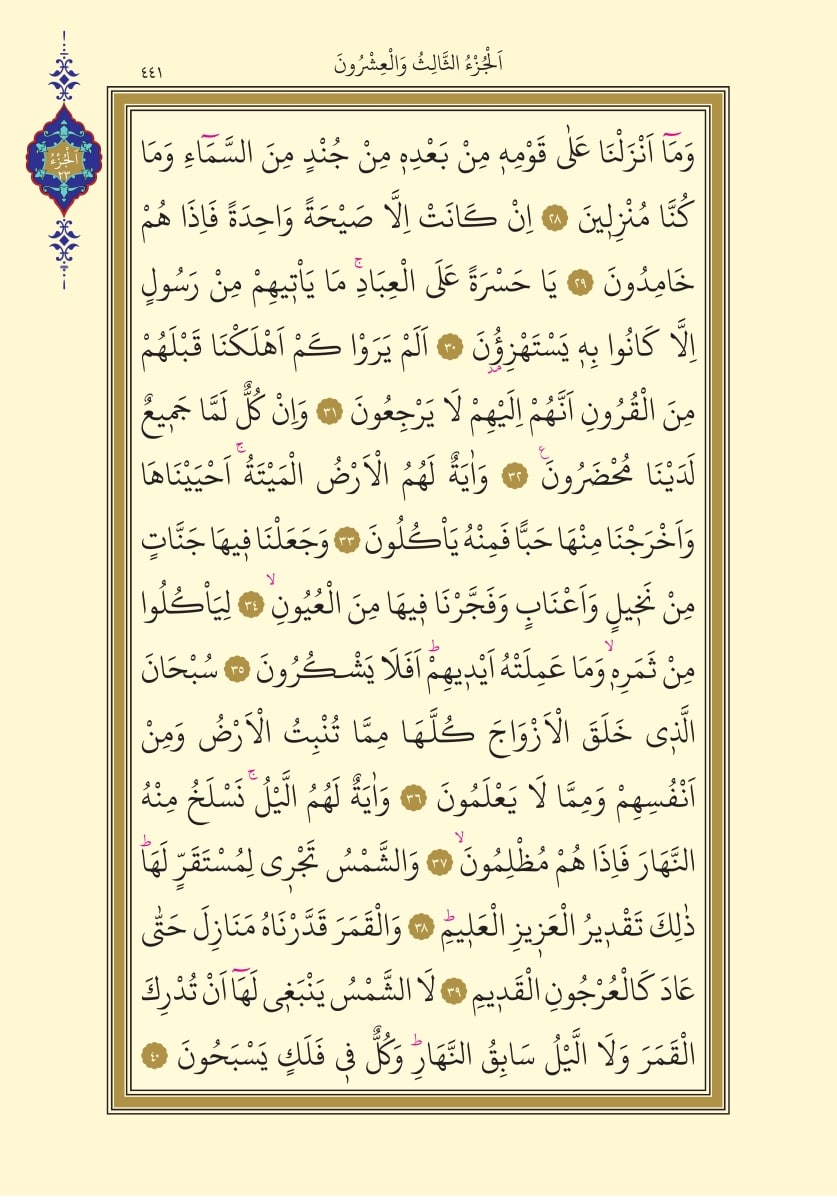 ٤٤١
اَلْجُزْءُ الثَّالِثُ وَالْعِشْرُونَ
اَلْجُزْءُ
٢٣
وَمَٓا اَنْزَلْنَا عَلٰى قَوْمِه۪ مِنْ بَعْدِه۪ مِنْ جُنْدٍ مِنَ السَّمَٓاءِ وَمَا
كُنَّا مُنْزِل۪ينَ ﴿٢٨﴾ اِنْ كَانَتْ اِلَّا صَيْحَةً وَاحِدَةً فَاِذَا هُمْ
خَامِدُونَ ﴿٢٩﴾ يَا حَسْرَةً عَلَى الْعِبَادِۚ مَا يَأْت۪يهِمْ مِنْ رَسُولٍ
اِلَّا كَانُوا بِه۪ يَسْتَهْزِؤُ۫نَ ﴿٣٠﴾ اَلَمْ يَرَوْا كَمْ اَهْلَكْنَا قَبْلَهُمْ
مِنَ الْقُرُونِ اَنَّهُمْ اِلَيْهِمْ لَا يَرْجِعُونَ ﴿٣١﴾ وَاِنْ كُلٌّ لَمَّا جَم۪يعٌ
لَدَيْنَا مُحْضَرُونَ۟ ﴿٣٢﴾ وَاٰيَةٌ لَهُمُ الْاَرْضُ الْمَيْتَةُۚ اَحْيَيْنَاهَا
وَاَخْرَجْنَا مِنْهَا حَبًّا فَمِنْهُ يَأْكُلُونَ ﴿٣٣﴾ وَجَعَلْنَا ف۪يهَا جَنَّاتٍ
مِنْ نَخ۪يلٍ وَاَعْنَابٍ وَفَجَّرْنَا ف۪يهَا مِنَ الْعُيُونِۙ ﴿٣٤﴾ لِيَأْكُلُوا
مِنْ ثَمَرِه۪ۙ وَمَا عَمِلَتْهُ اَيْد۪يهِمْۜ اَفَلَا يَشْكُرُونَ ﴿٣٥﴾ سُبْحَانَ
الَّذ۪ى خَلَقَ الْاَزْوَاجَ كُلَّهَا مِمَّا تُنْبِتُ الْاَرْضُ وَمِنْ
اَنْفُسِهِمْ وَمِمَّا لَا يَعْلَمُونَ ﴿٣٦﴾ وَاٰيَةٌ لَهُمُ الَّيْلُۚ نَسْلَخُ مِنْهُ
النَّهَارَ فَاِذَا هُمْ مُظْلِمُونَۙ ﴿٣٧﴾ وَالشَّمْسُ تَجْر۪ى لِمُسْتَقَرٍّ لَهَاۜ
ذٰلِكَ تَقْد۪يرُ الْعَز۪يزِ الْعَل۪يمِۜ ﴿٣٨﴾ وَالْقَمَرَ قَدَّرْنَاهُ مَنَازِلَ حَتّٰى
عَادَ كَالْعُرْجُونِ الْقَد۪يمِ ﴿٣٩﴾ لَا الشَّمْسُ يَنْبَغ۪ى لَهَٓا اَنْ تُدْرِكَ
الْقَمَرَ وَلَا الَّيْلُ سَابِقُ النَّهَارِۜ وَكُلٌّ ف۪ى فَلَكٍ يَسْبَحُونَ ﴿٤٠﴾